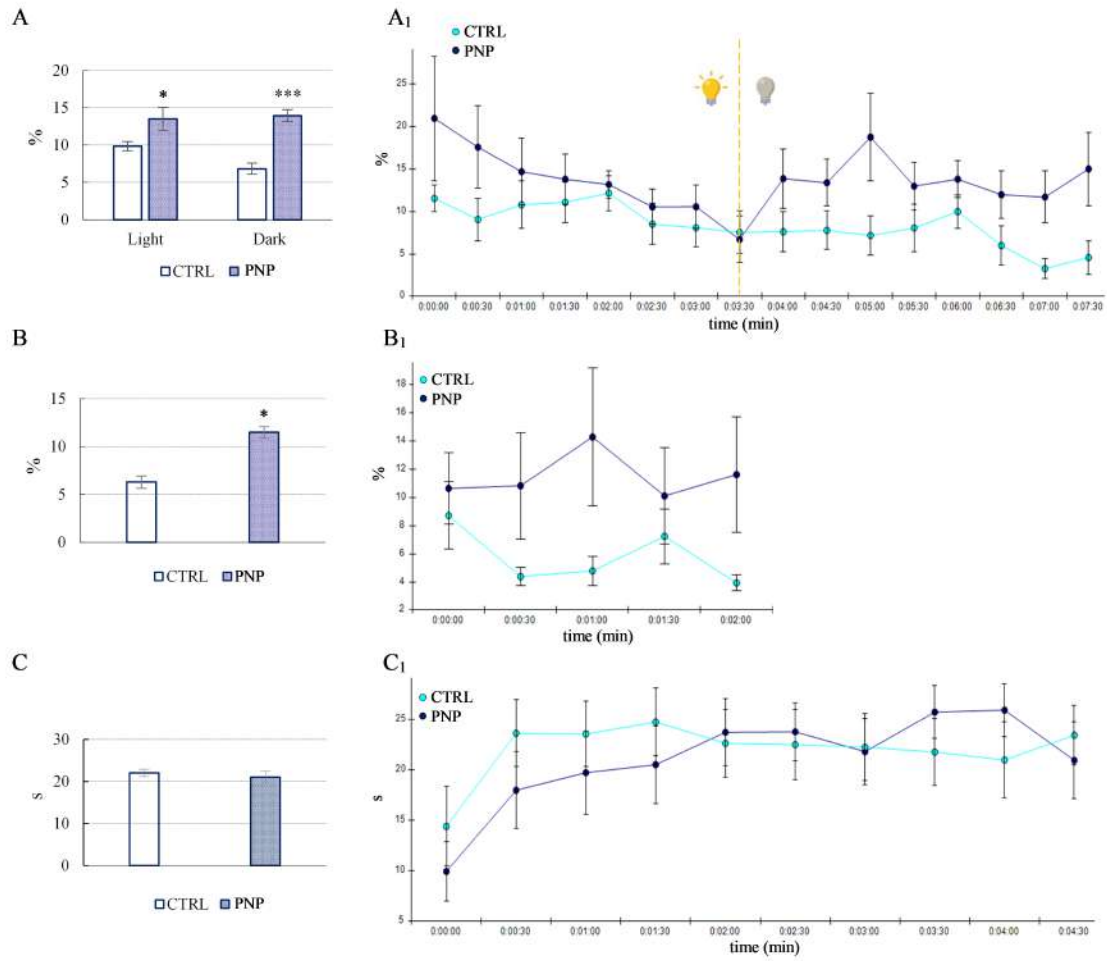 A
20
15
10
5
0
%
*
***
Light
Dark
CTRL
PNP
A1
CTRL
PNP
25
20
15
10
5
0
%
0:00:00 0:00:30 0:01:00 0:01:30 0:02:00 0:02:30 0:03:00 0:03:30 0:04:00 0:04:30 0:05:00 0:05:30 0:06:00 0:06:30 0:07:00 0:07:30
time (min)
B
15
10
5
0
%
*
CTRL
PNP
B1
CTRL
PNP
18
16
14
12
10
8
6
4
2
%
0:00:00 0:00:30 0:01:00 0:01:30 0:02:00
time (min)
C
30
20
10
0
s
CTRL
PNP
C1
CTRL
PNP
25
20
15
10
5
s
0:00:00 0:00:30 0:01:00 0:01:30 0:02:00 0:02:30 0:03:00 0:03:30 0:04:00 0:04:30
time (min)